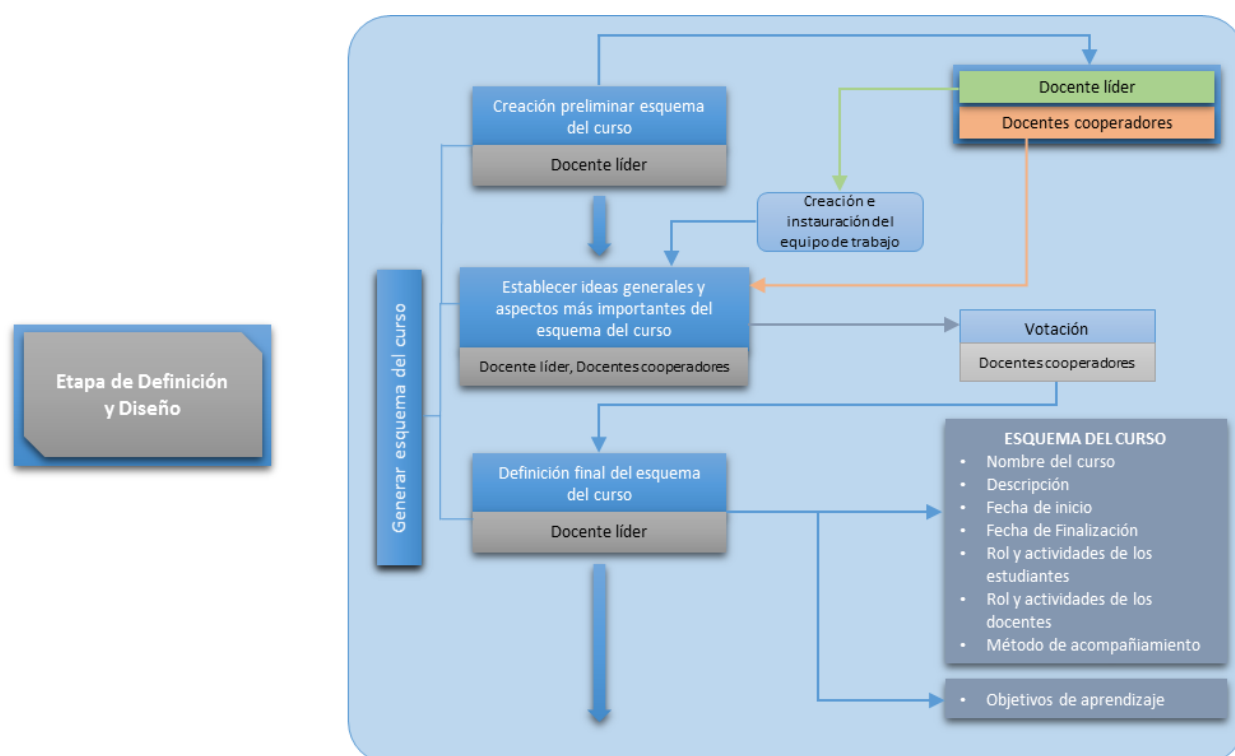 Etapa de Definición
y Diseño
Generar esquema del curso
Creación preliminar esquema
del curso
Docente líder
Docente líder
Docentes cooperadores
Creación e
instauración del
equipo de trabajo
Establecer ideas generales y
aspectos más importantes del
esquema del curso
Docente líder, Docentes cooperadores
Votación
Docentes cooperadores
Definición final del esquema
del curso
Docente líder
ESQUEMA DEL CURSO
• Nombre del curso
• Descripción
• Fecha de inicio
• Fecha de Finalización
• Rol y actividades de los
estudiantes
• Rol y actividades de los
docentes
• Método de acompañiamiento
• Objetivos de aprendizaje